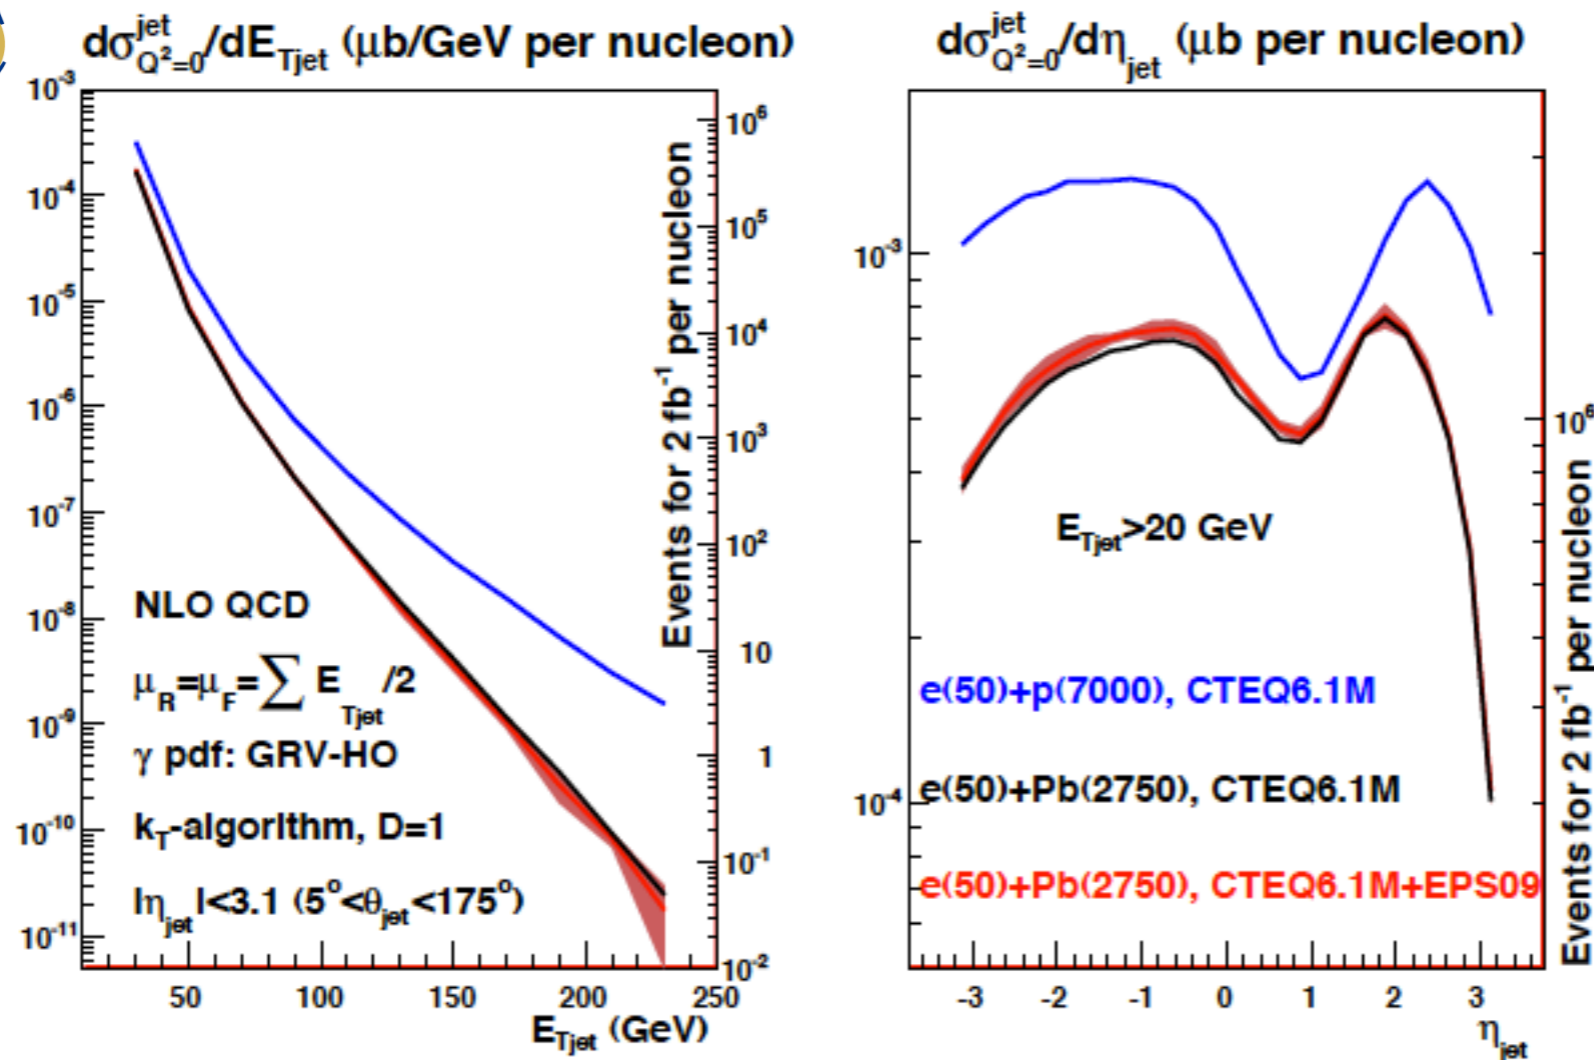 dσ^jet_Q²=0/dE_Tjet (μb/GeV per nucleon)
10^-3
10^-4
10^-5
10^-6
10^-7
10^-8
10^-9
10^-10
10^-11
10^6
10^5
10^4
10^3
10^2
10
1
10^-1
10^-2
Events for 2 fb^-1 per nucleon
NLO QCD
μ_R=μ_F=∑ E_Tjet/2
γ pdf: GRV-HO
k_T-algorithm, D=1
|η_jet|<3.1 (5°<θ_jet<175°)
50 100 150 200 250
E_Tjet (GeV)
dσ^jet_Q²=0/dη_jet (μb per nucleon)
10^-3
10^-4
10^6
Events for 2 fb^-1 per nucleon
E_Tjet>20 GeV
e(50)+p(7000), CTEQ6.1M
e(50)+Pb(2750), CTEQ6.1M
e(50)+Pb(2750), CTEQ6.1M+EPS09
-3 -2 -1 0 1 2 3
η_jet